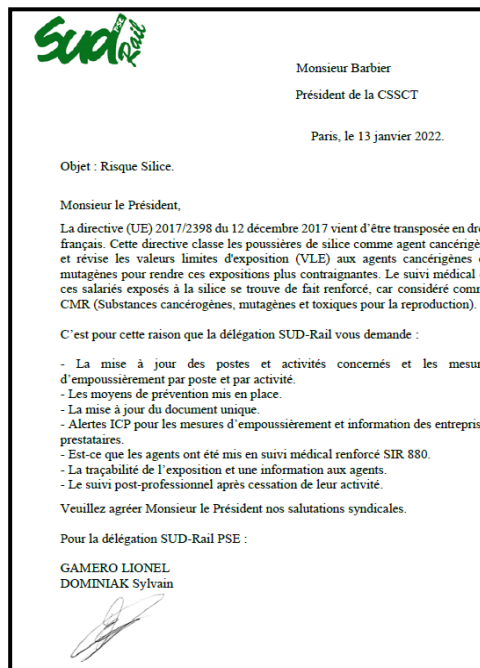 Sud PSE Rail
Monsieur Barbier
Président de la CSSCT
Paris, le 13 janvier 2022.
Objet : Risque Silice.
Monsieur le Président,
La directive (UE) 2017/2398 du 12 décembre 2017 vient d'être transposée en dro
français. Cette directive classe les poussières de silice comme agent cancérigè
et révise les valeurs limites d'exposition (VLE) aux agents cancérigènes
mutagènes pour rendre ces expositions plus contraignantes. Le suivi médical
ces salariés exposés à la silice se trouve de fait renforcé, car considéré comm
CMR (Substances cancérogènes, mutagènes et toxiques pour la reproduction).
C'est pour cette raison que la délégation SUD-Rail vous demande :
- La mise à jour des postes et activités concernés et les mesur
d'empoussièrement par poste et par activité.
- Les moyens de prévention mis en place.
- La mise à jour du document unique.
- Alertes ICP pour les mesures d'empoussièrement et information des entrepris
prestataires.
- Est-ce que les agents ont été mis en suivi médical renforcé SIR 880.
- La traçabilité de l'exposition et une information aux agents.
- Le suivi post-professionnel après cessation de leur activité.
Veuillez agréer Monsieur le Président nos salutations syndicales.
Pour la délégation SUD-Rail PSE :
GAMERO LIONEL
DOMINIAK Sylvain